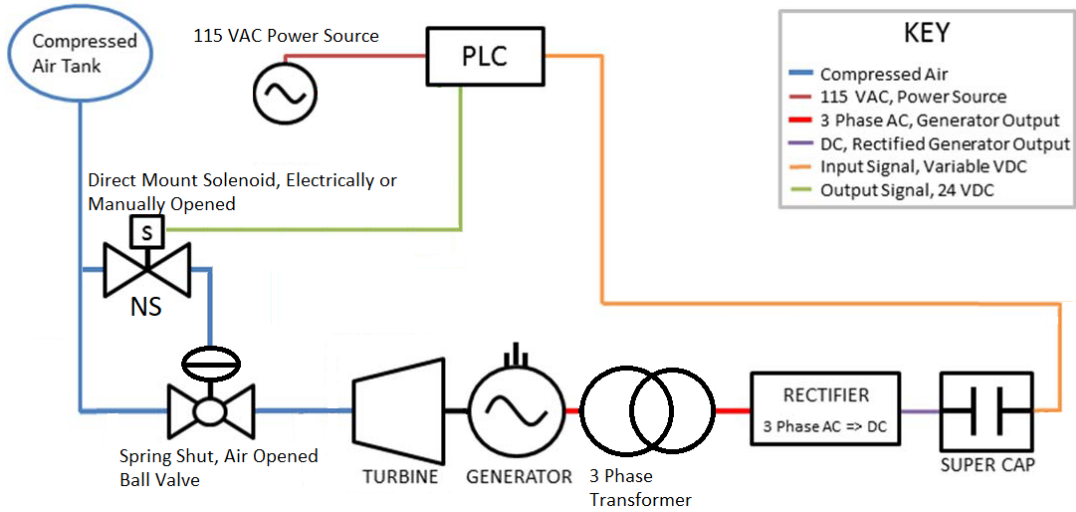 Compressed
Air Tank
115 VAC Power Source
PLC
KEY
Compressed Air
115 VAC, Power Source
3 Phase AC, Generator Output
DC, Rectified Generator Output
Input Signal, Variable VDC
Output Signal, 24 VDC
Direct Mount Solenoid, Electrically or
Manually Opened
S
NS
Spring Shut, Air Opened
Ball Valve
TURBINE
GENERATOR
3 Phase
Transformer
RECTIFIER
3 Phase AC => DC
SUPER CAP